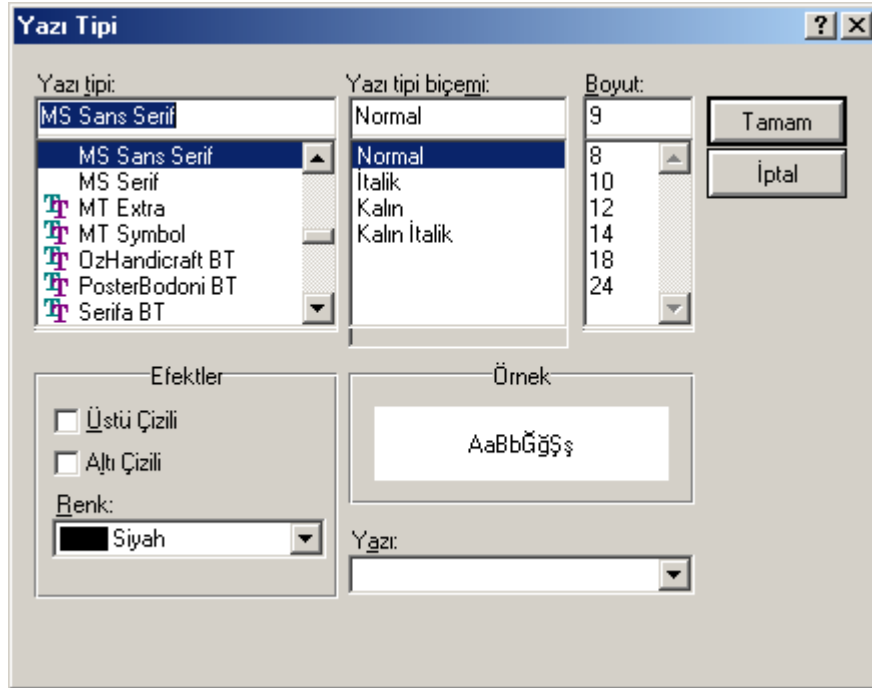 Yazı Tipi
Yazı tipi:
MS Sans Serif
MS Sans Serif
MS Serif
MT Extra
MT Symbol
OzHandicraft BT
PosterBodoni BT
Serifa BT
Yazı tipi biçemi:
Normal
Normal
İtalik
Kalın
Kalın İtalik
Boyut:
9
8
10
12
14
18
24
Tamam
İptal
Efektler
Üstü Çizili
Altı Çizili
Renk:
Siyah
Örnek
AaBbĞğŞş
Yazı: